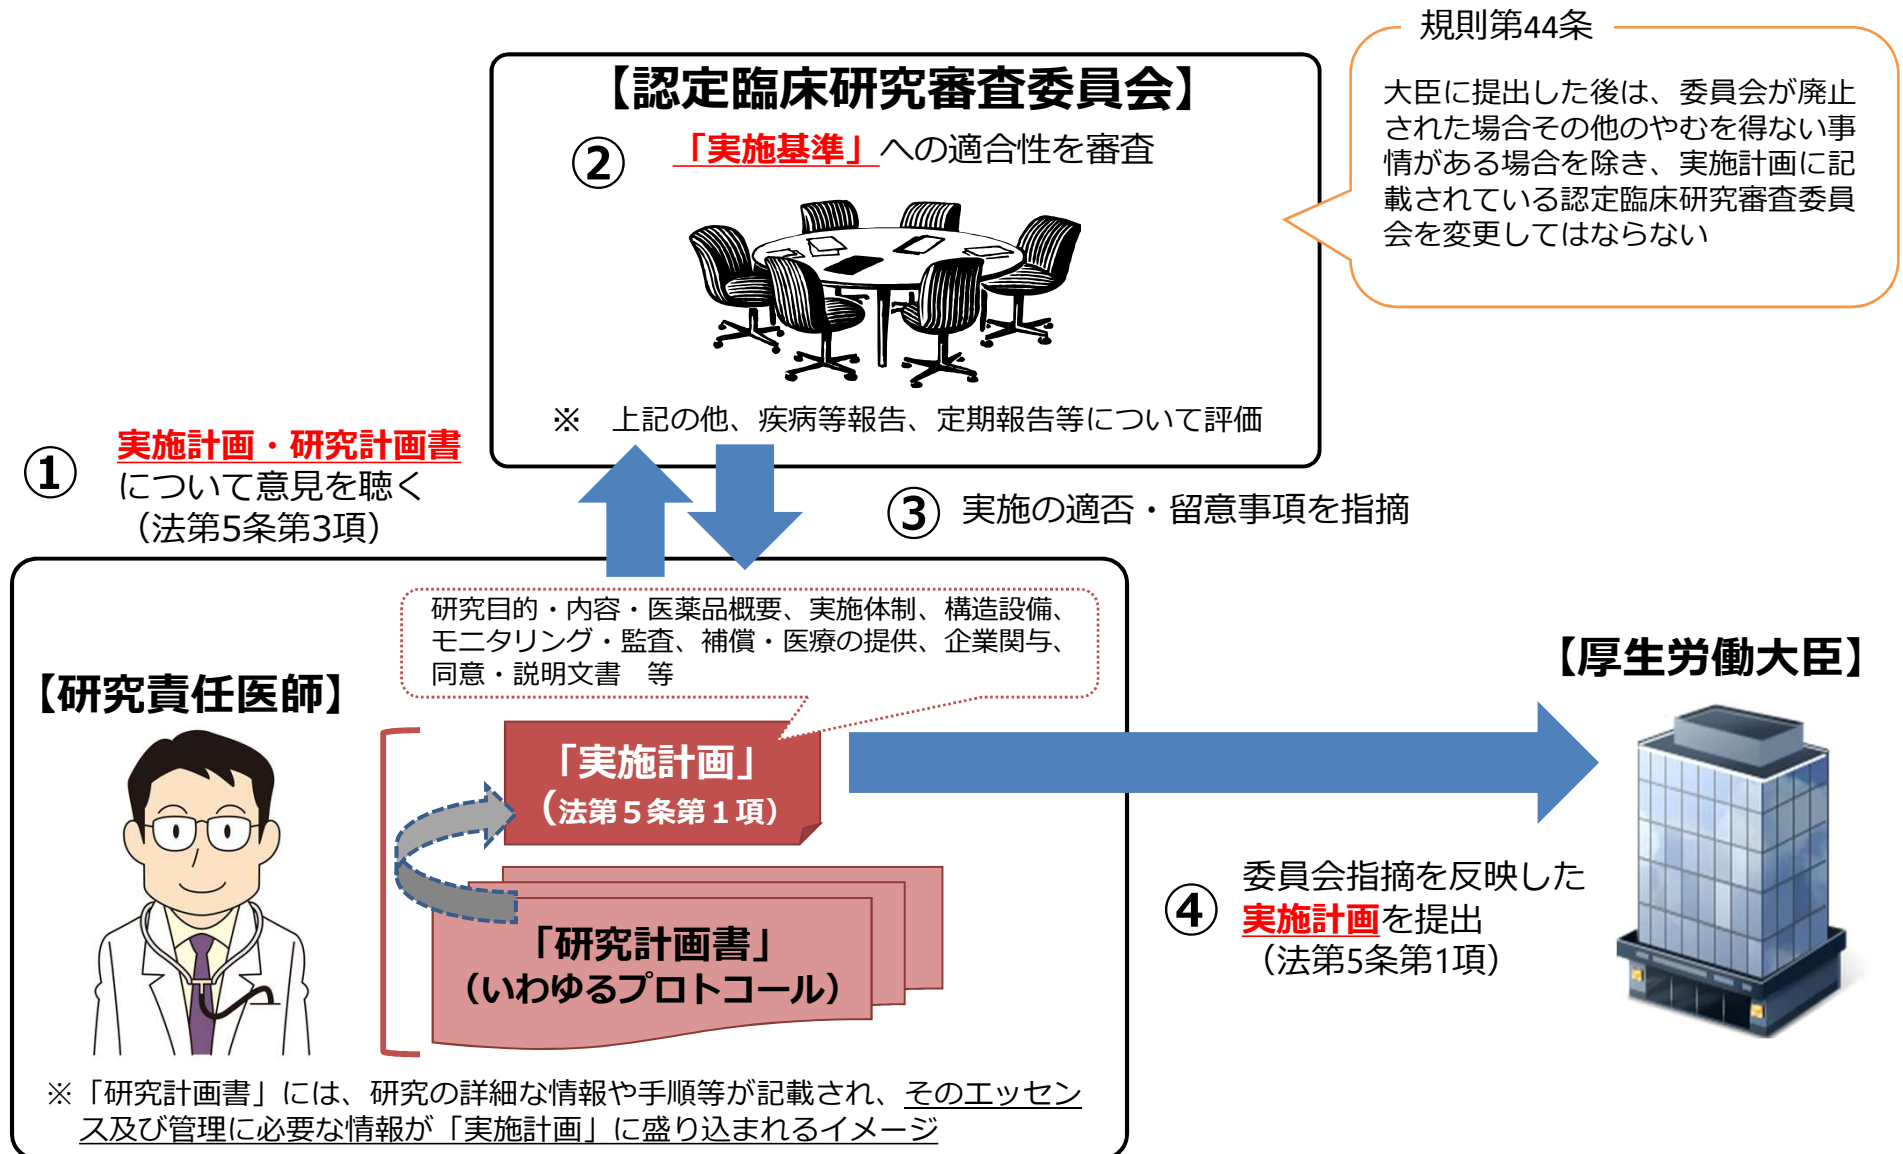 規則第44条
大臣に提出した後は、委員会が廃止
された場合その他のやむを得ない事
情がある場合を除き、実施計画に記
載されている認定臨床研究審査委員
会を変更してはならない
【認定臨床研究審査委員会】
② 「実施基準」への適合性を審査
※　上記の他、疾病等報告、定期報告等について評価
① 実施計画・研究計画書
について意見を聴く
（法第5条第3項）
③ 実施の適否・留意事項を指摘
研究目的・内容・医薬品概要、実施体制、構造設備、
モニタリング・監査、補償・医療の提供、企業関与、
同意・説明文書　等
【研究責任医師】
「実施計画」
（法第５条第１項）
「研究計画書」
（いわゆるプロトコール）
※「研究計画書」には、研究の詳細な情報や手順等が記載され、そのエッセン
ス及び管理に必要な情報が「実施計画」に盛り込まれるイメージ
【厚生労働大臣】
④ 委員会指摘を反映した
実施計画を提出
（法第5条第1項）